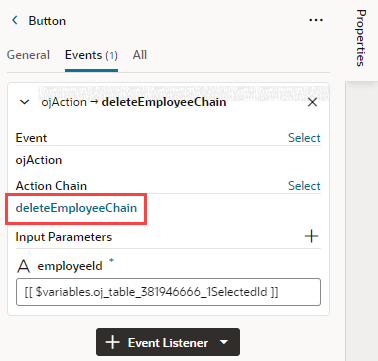 Button
General Events (1) All
ojAction → deleteEmployeeChain
Event Select
ojAction
Action Chain Select
deleteEmployeeChain
Input Parameters
A employeeId *
[[ $variables.oj_table_381946666_1SelectedId ]]
Event Listener
Properties